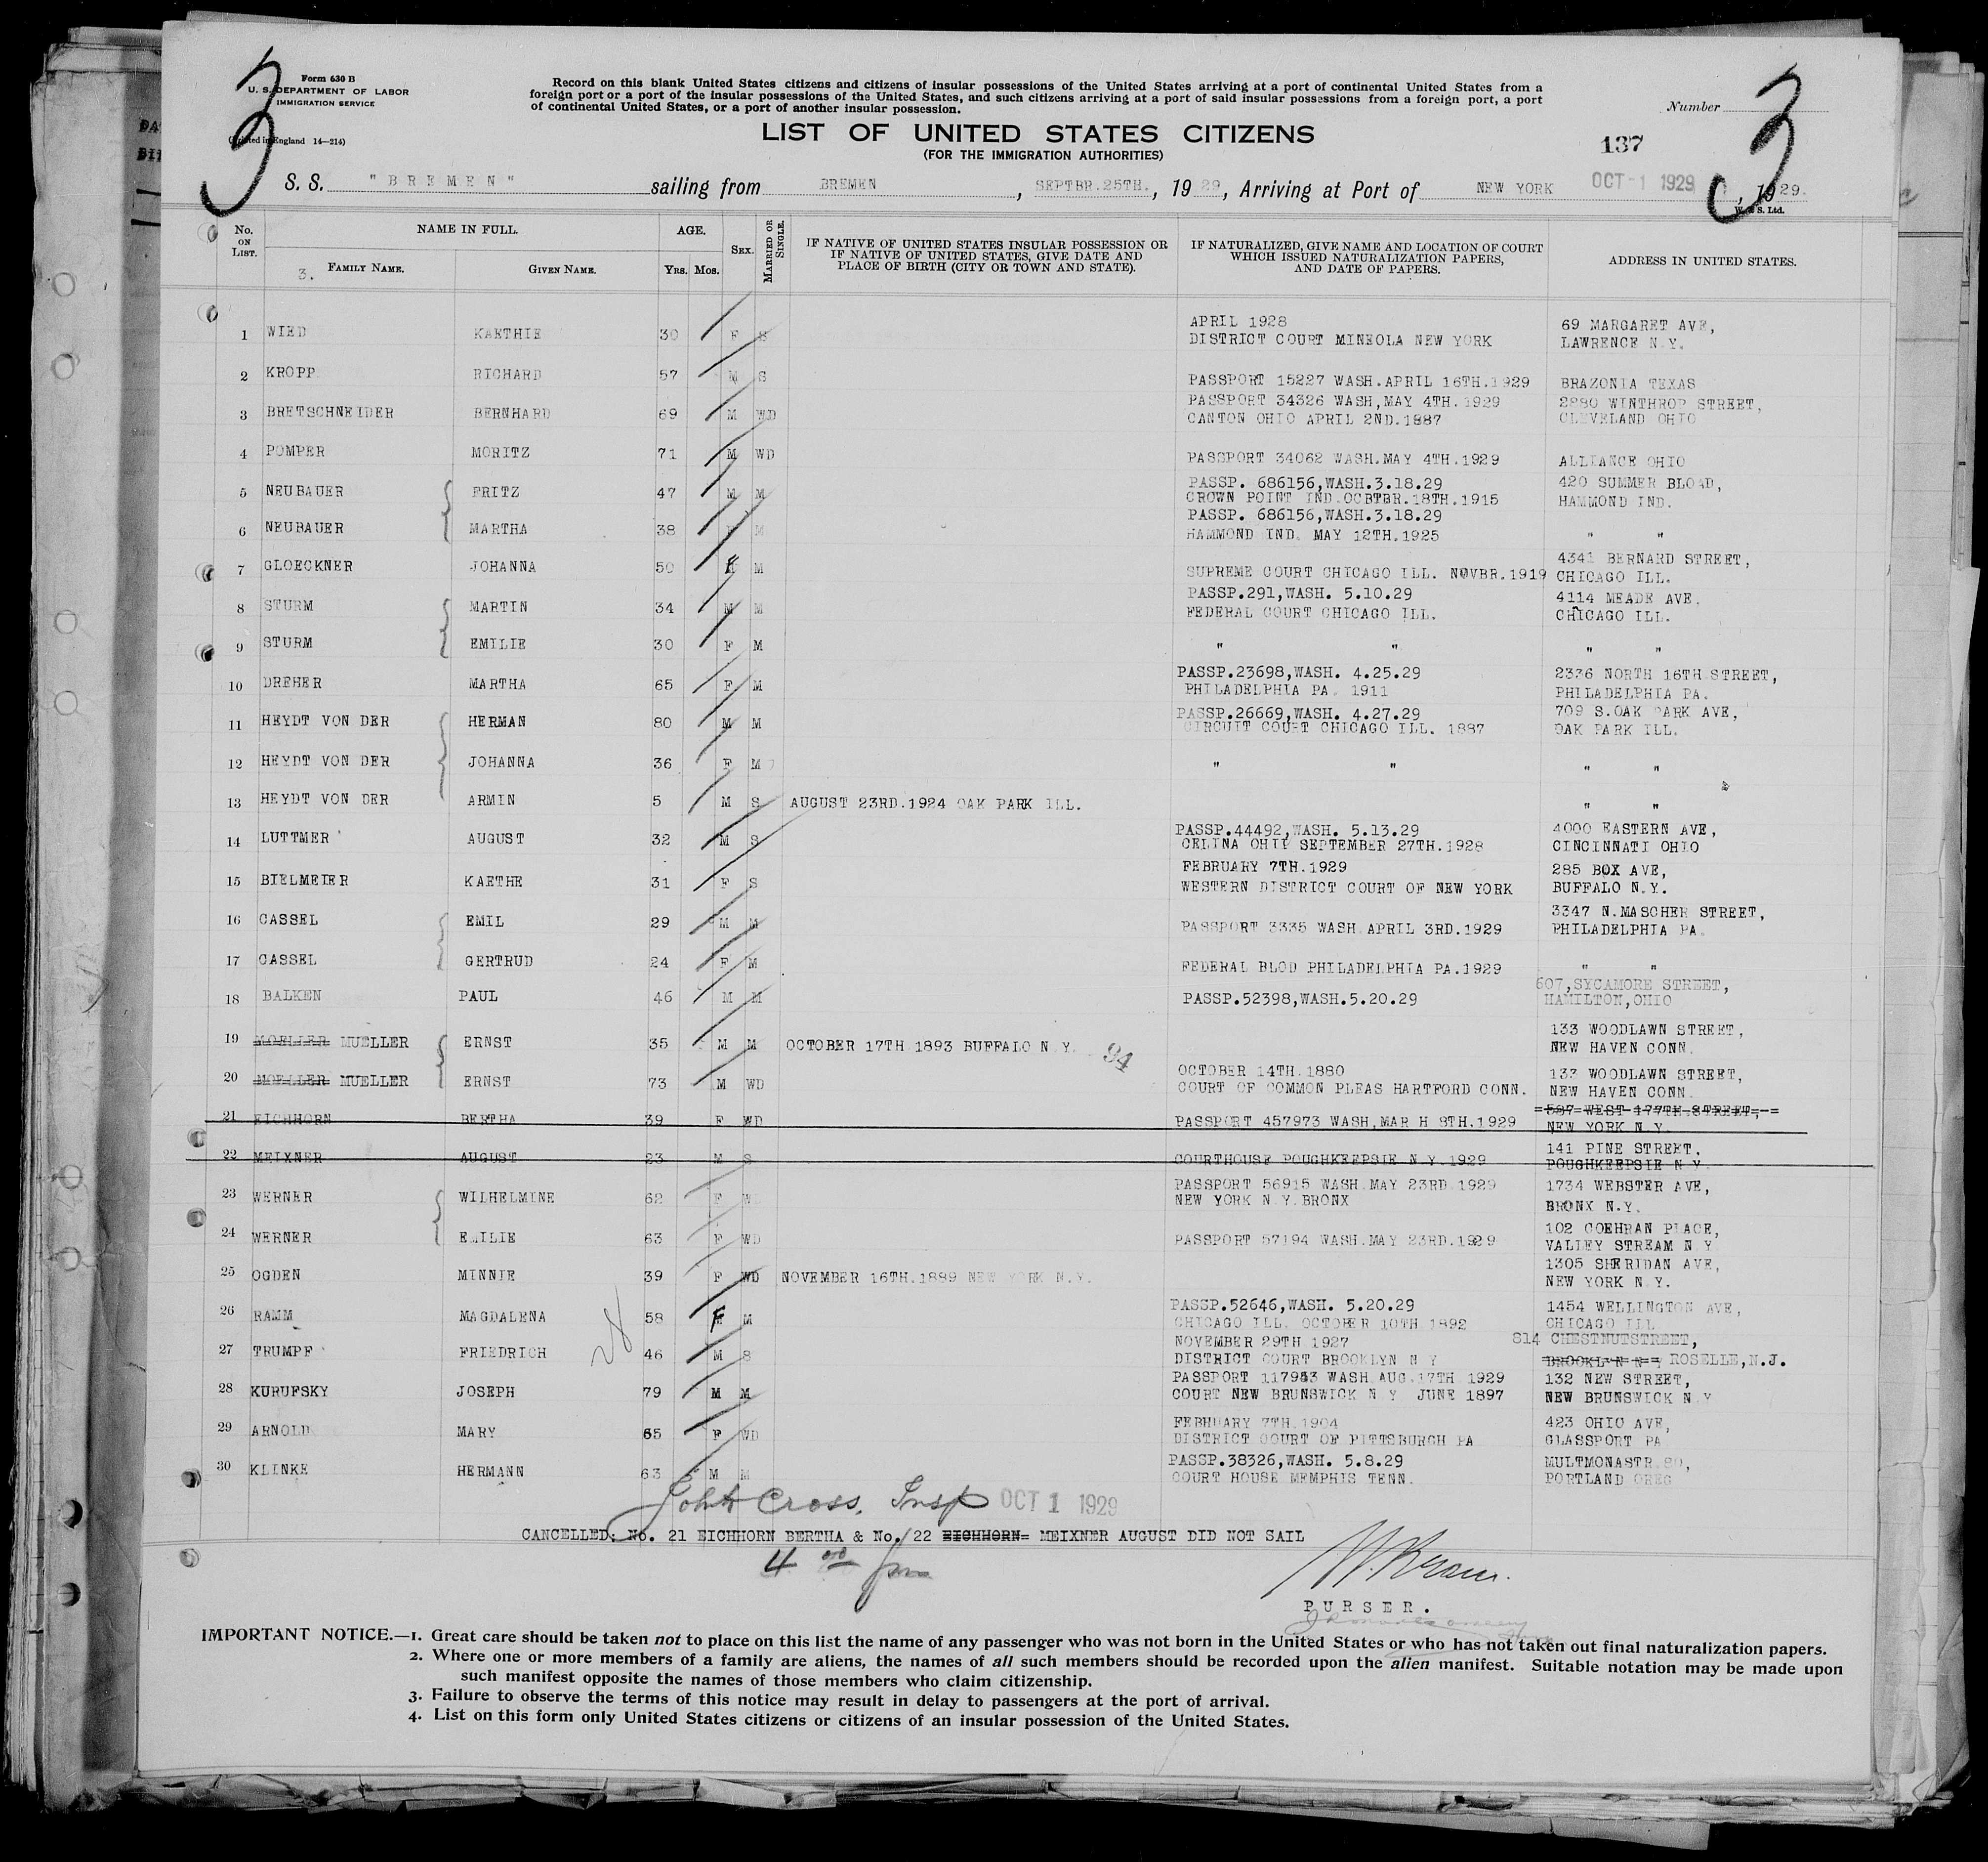 3 3
Form 630 B
U. S. DEPARTMENT OF LABOR
IMMIGRATION SERVICE
(Printed in England 14—214)
Record on this blank United States citizens and citizens of insular possessions of the United States arriving at a port of continental United States from a
foreign port or a port of the insular possessions of the United States, and such citizens arriving at a port of said insular possessions from a foreign port, a port
of continental United States, or a port of another insular possession.
Number
LIST OF UNITED STATES CITIZENS
(FOR THE IMMIGRATION AUTHORITIES)
137
S. S. "BREMEN" sailing from BREMEN, SEPTBR.25TH., 1929, Arriving at Port of NEW YORK OCT-1 1929, 1929.
W. & S. Ltd.
No. ON LIST. NAME IN FULL. AGE. SEX. MARRIED OR SINGLE. IF NATIVE OF UNITED STATES INSULAR POSSESSION OR IF NATIVE OF UNITED STATES, GIVE DATE AND PLACE OF BIRTH (CITY OR TOWN AND STATE). IF NATURALIZED, GIVE NAME AND LOCATION OF COURT WHICH ISSUED NATURALIZATION PAPERS, AND DATE OF PAPERS. ADDRESS IN UNITED STATES.
3. FAMILY NAME. GIVEN NAME. Yrs. Mos.
APRIL 1928 69 MARGARET AVE,
1 WIED KAETHIE 30 F S DISTRICT COURT MINEOLA NEW YORK LAWRENCE N.Y.
2 KROPP RICHARD 57 M S PASSPORT 15227 WASH.APRIL 16TH.1929 BRAZONIA TEXAS
PASSPORT 34326 WASH,MAY 4TH.1929 2880 WINTHROP STREET,
3 BRETSCHNEIDER BERNHARD 69 M WD CANTON OHIO APRIL 2ND.1887 CLEVELAND OHIO
4 POMPER MORITZ 71 M WD PASSPORT 34062 WASH.MAY 4TH.1929 ALLIANCE OHIO
PASSP. 686156,WASH.3.18.29 420 SUMMER BLOAD,
5 NEUBAUER FRITZ 47 M M CROWN POINT IND.OCBTBR.18TH.1915 HAMMOND IND.
PASSP. 686156,WASH.3.18.29
6 NEUBAUER MARTHA 38 F M HAMMOND IND. MAY 12TH.1925 " "
4341 BERNARD STREET,
7 GLOECKNER JOHANNA 50 F M SUPREME COURT CHICAGO ILL. NOVBR.1919 CHICAGO ILL.
PASSP.291,WASH. 5.10.29 4114 MEADE AVE,
8 STURM MARTIN 34 M M FEDERAL COURT CHICAGO ILL. CHICAGO ILL.
9 STURM EMILIE 30 F M " " " "
PASSP.23698,WASH. 4.25.29 2336 NORTH 16TH STREET,
10 DREHER MARTHA 65 F M PHILADELPHIA PA. 1911 PHILADELPHIA PA.
PASSP.26669,WASH. 4.27.29 709 S.OAK PARK AVE,
11 HEYDT VON DER HERMAN 80 M M CIRCUIT COURT CHICAGO ILL. 1887 OAK PARK ILL.
12 HEYDT VON DER JOHANNA 36 F M " " " "
13 HEYDT VON DER ARMIN 5 M S AUGUST 23RD.1924 OAK PARK ILL. " "
PASSP.44492,WASH. 5.13.29 4000 EASTERN AVE,
14 LUTTMER AUGUST 32 M S CELINA OHIO SEPTEMBER 27TH.1928 CINCINNATI OHIO
FEBRUARY 7TH.1929 285 BOX AVE,
15 BIELMEIER KAETHE 31 F S WESTERN DISTRICT COURT OF NEW YORK BUFFALO N.Y.
3347 N.MASCHER STREET,
16 CASSEL EMIL 29 M M PASSPORT 3335 WASH APRIL 3RD.1929 PHILADELPHIA PA.
17 CASSEL GERTRUD 24 F M FEDERAL BLOD PHILADELPHIA PA.1929 " "
607,SYCAMORE STREET,
18 BALKEN PAUL 46 M M PASSP.52398,WASH.5.20.29 HAMILTON,OHIO
133 WOODLAWN STREET,
19 MOELLER MUELLER ERNST 35 M M OCTOBER 17TH 1893 BUFFALO N.Y. 94 NEW HAVEN CONN.
OCTOBER 14TH.1880 133 WOODLAWN STREET,
20 MOELLER MUELLER ERNST 73 M WD COURT OF COMMON PLEAS HARTFORD CONN. NEW HAVEN CONN.
587 WEST 177TH STREET,
21 EICHHORN BERTHA 39 F WD PASSPORT 457973 WASH,MAR H 8TH.1929 NEW YORK N.Y.
141 PINE STREET,
22 MEIXNER AUGUST 23 M S COURTHOUSE POUGHKEEPSIE N.Y.1929 POUGHKEEPSIE N.Y.
PASSPORT 56915 WASH.MAY 23RD.1929 1734 WEBSTER AVE,
23 WERNER WILHELMINE 62 F WD NEW YORK N.Y.BRONX BRONX N.Y.
102 COEHRAN PLACE,
24 WERNER EMILIE 63 F WD PASSPORT 57194 WASH.MAY 23RD.1929 VALLEY STREAM N.Y
1305 SHERIDAN AVE,
25 OGDEN MINNIE 39 F WD NOVEMBER 16TH.1889 NEW YORK N.Y. NEW YORK N.Y.
PASSP.52646,WASH. 5.20.29 1454 WELLINGTON AVE,
26 RAMM MAGDALENA 58 F M CHICAGO ILL. OCTOBER 10TH 1892 CHICAGO ILL
NOVEMBER 29TH 1927 814 CHESTNUTSTREET,
27 TRUMPF FRIEDRICH 46 M S DISTRICT COURT BROOKLYN N Y BROOKLYN N Y ROSELLE,N.J.
PASSPORT 117943 WASH AUG.17TH 1929 132 NEW STREET,
28 KURUFSKY JOSEPH 79 M M COURT NEW BRUNSWICK N.Y JUNE 1897 NEW BRUNSWICK N.Y
FEBRUARY 7TH.1904 423 OHIO AVE,
29 ARNOLD MARY 65 F WD DISTRICT COURT OF PITTSBURGH PA GLASSPORT PA
PASSP.38326,WASH. 5.8.29 MULTMONASTR.80,
30 KLINKE HERMANN 63 M M COURT HOUSE MEMPHIS TENN. PORTLAND OREG
28
John Cross, Insp OCT 1 1929
CANCELLED: No. 21 EICHHORN BERTHA & No. 22 EICHHORN MEIXNER AUGUST DID NOT SAIL
4 00 pm
PURSER.
IMPORTANT NOTICE.—1. Great care should be taken not to place on this list the name of any passenger who was not born in the United States or who has not taken out final naturalization papers.
2. Where one or more members of a family are aliens, the names of all such members should be recorded upon the alien manifest. Suitable notation may be made upon
such manifest opposite the names of those members who claim citizenship.
3. Failure to observe the terms of this notice may result in delay to passengers at the port of arrival.
4. List on this form only United States citizens or citizens of an insular possession of the United States.